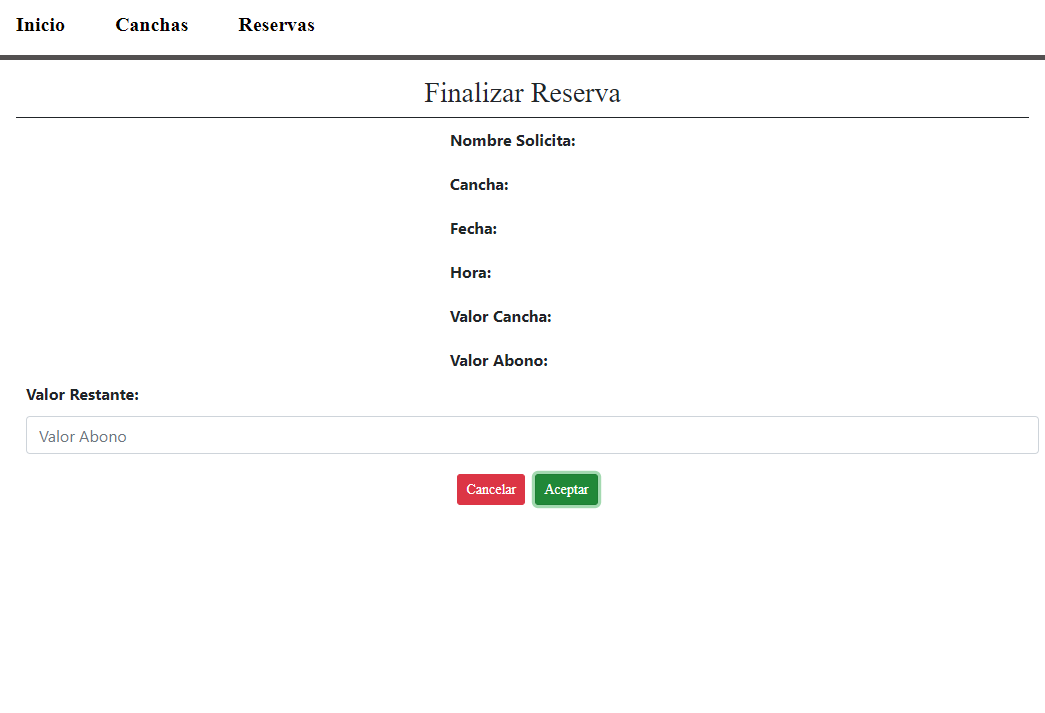 Inicio Canchas Reservas
Finalizar Reserva
Nombre Solicita:
Cancha:
Fecha:
Hora:
Valor Cancha:
Valor Abono:
Valor Restante:
Valor Abono
Cancelar Aceptar